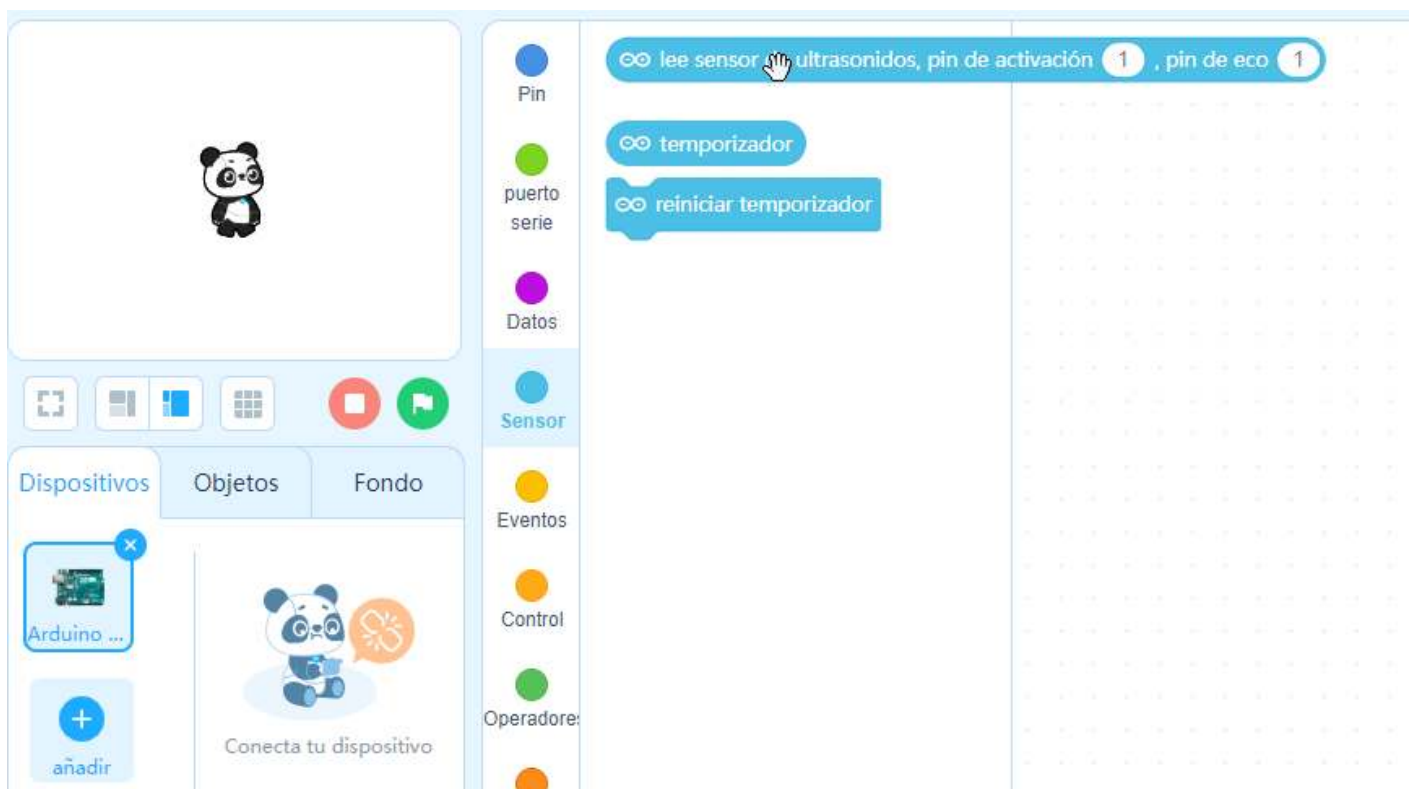 lee sensor ultrasonidos, pin de activación 1 , pin de eco 1
temporizador
reiniciar temporizador
Pin
puerto
serie
Datos
Sensor
Eventos
Control
Operadores
Dispositivos
Objetos
Fondo
Arduino ...
añadir
Conecta tu dispositivo